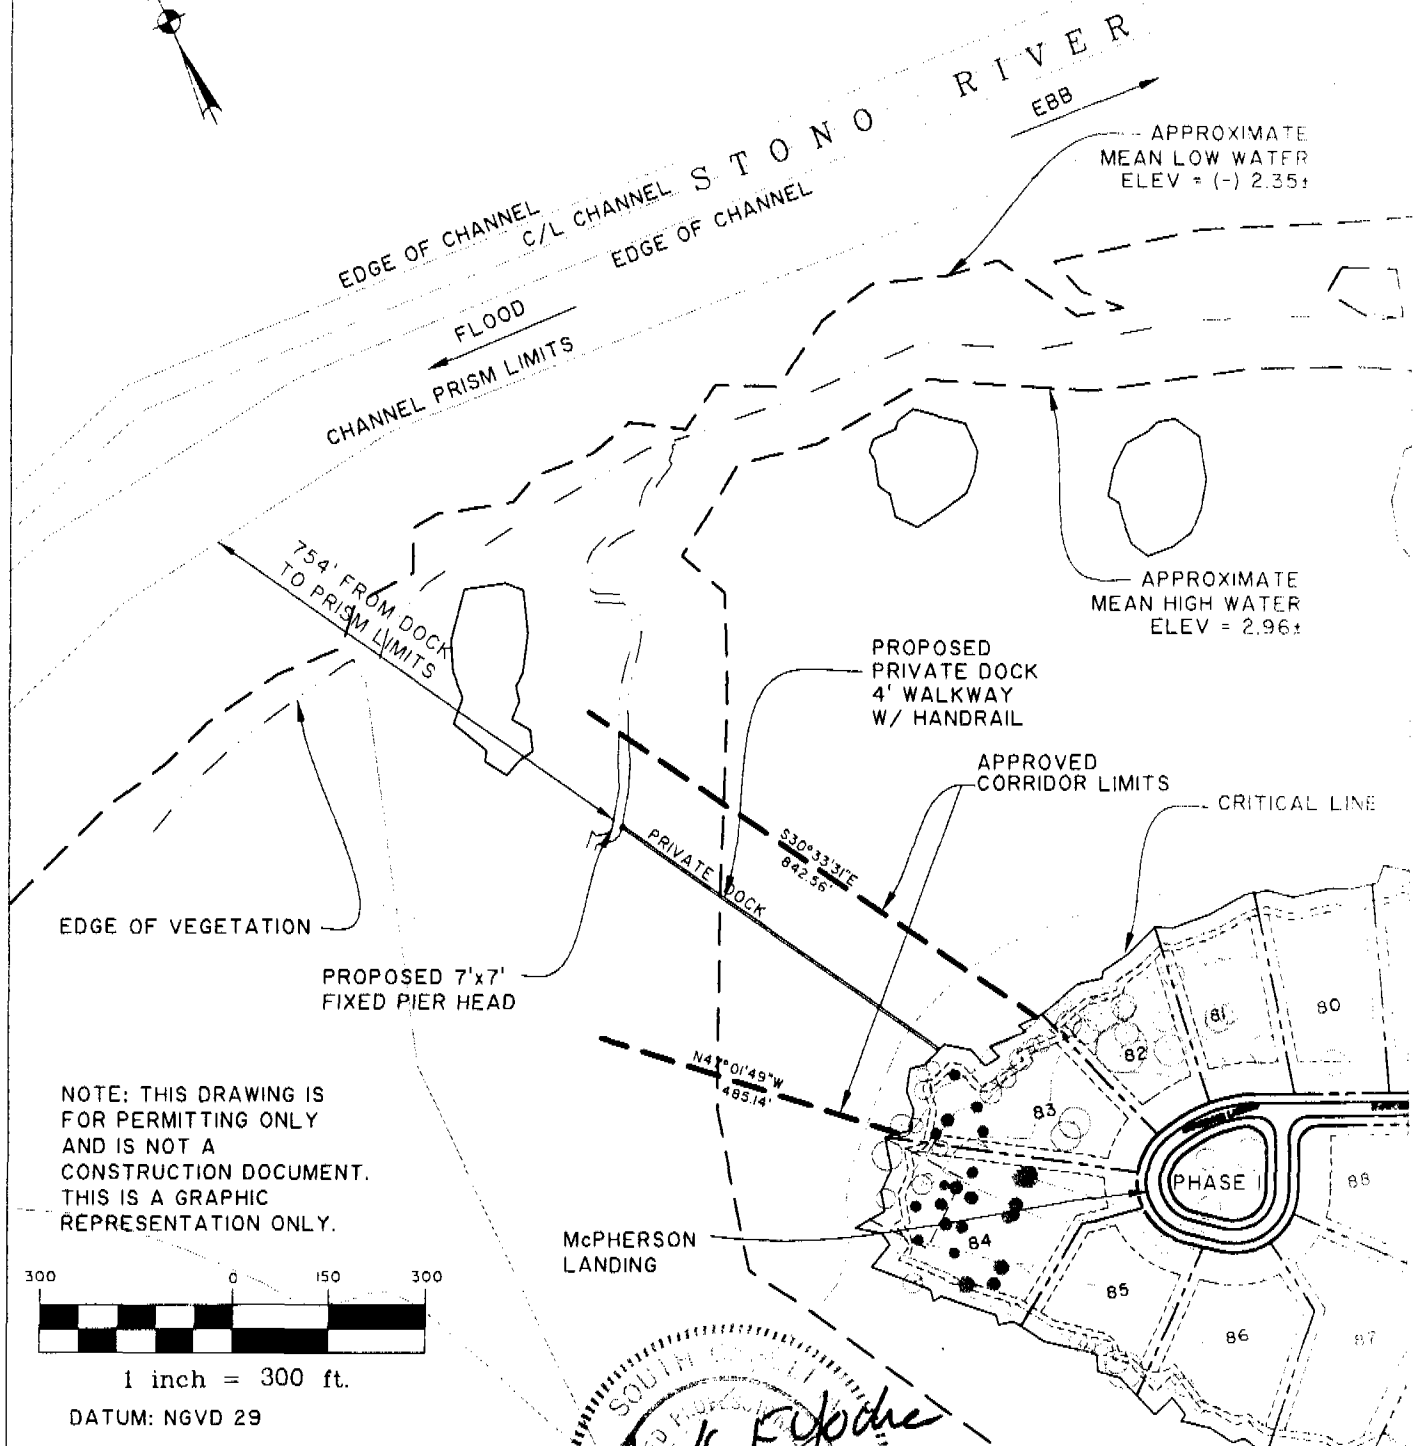 STONO RIVER
EBB
APPROXIMATE
MEAN LOW WATER
ELEV = (-) 2.35±
EDGE OF CHANNEL
C/L CHANNEL
EDGE OF CHANNEL
FLOOD
CHANNEL PRISM LIMITS
754' FROM DOCK
TO PRISM LIMITS
APPROXIMATE
MEAN HIGH WATER
ELEV = 2.96±
PROPOSED
PRIVATE DOCK
4' WALKWAY
W/ HANDRAIL
APPROVED
CORRIDOR LIMITS
CRITICAL LINE
S30°33'31"E
842.56'
PRIVATE DOCK
EDGE OF VEGETATION
PROPOSED 7'x7'
FIXED PIER HEAD
80
81
82
83
N47°01'49"W
485.14'
NOTE: THIS DRAWING IS
FOR PERMITTING ONLY
AND IS NOT A
CONSTRUCTION DOCUMENT.
THIS IS A GRAPHIC
REPRESENTATION ONLY.
PHASE I
88
McPHERSON
LANDING
84
85
86
87
300 0 150 300
1 inch = 300 ft.
DATUM: NGVD 29
SOUTH